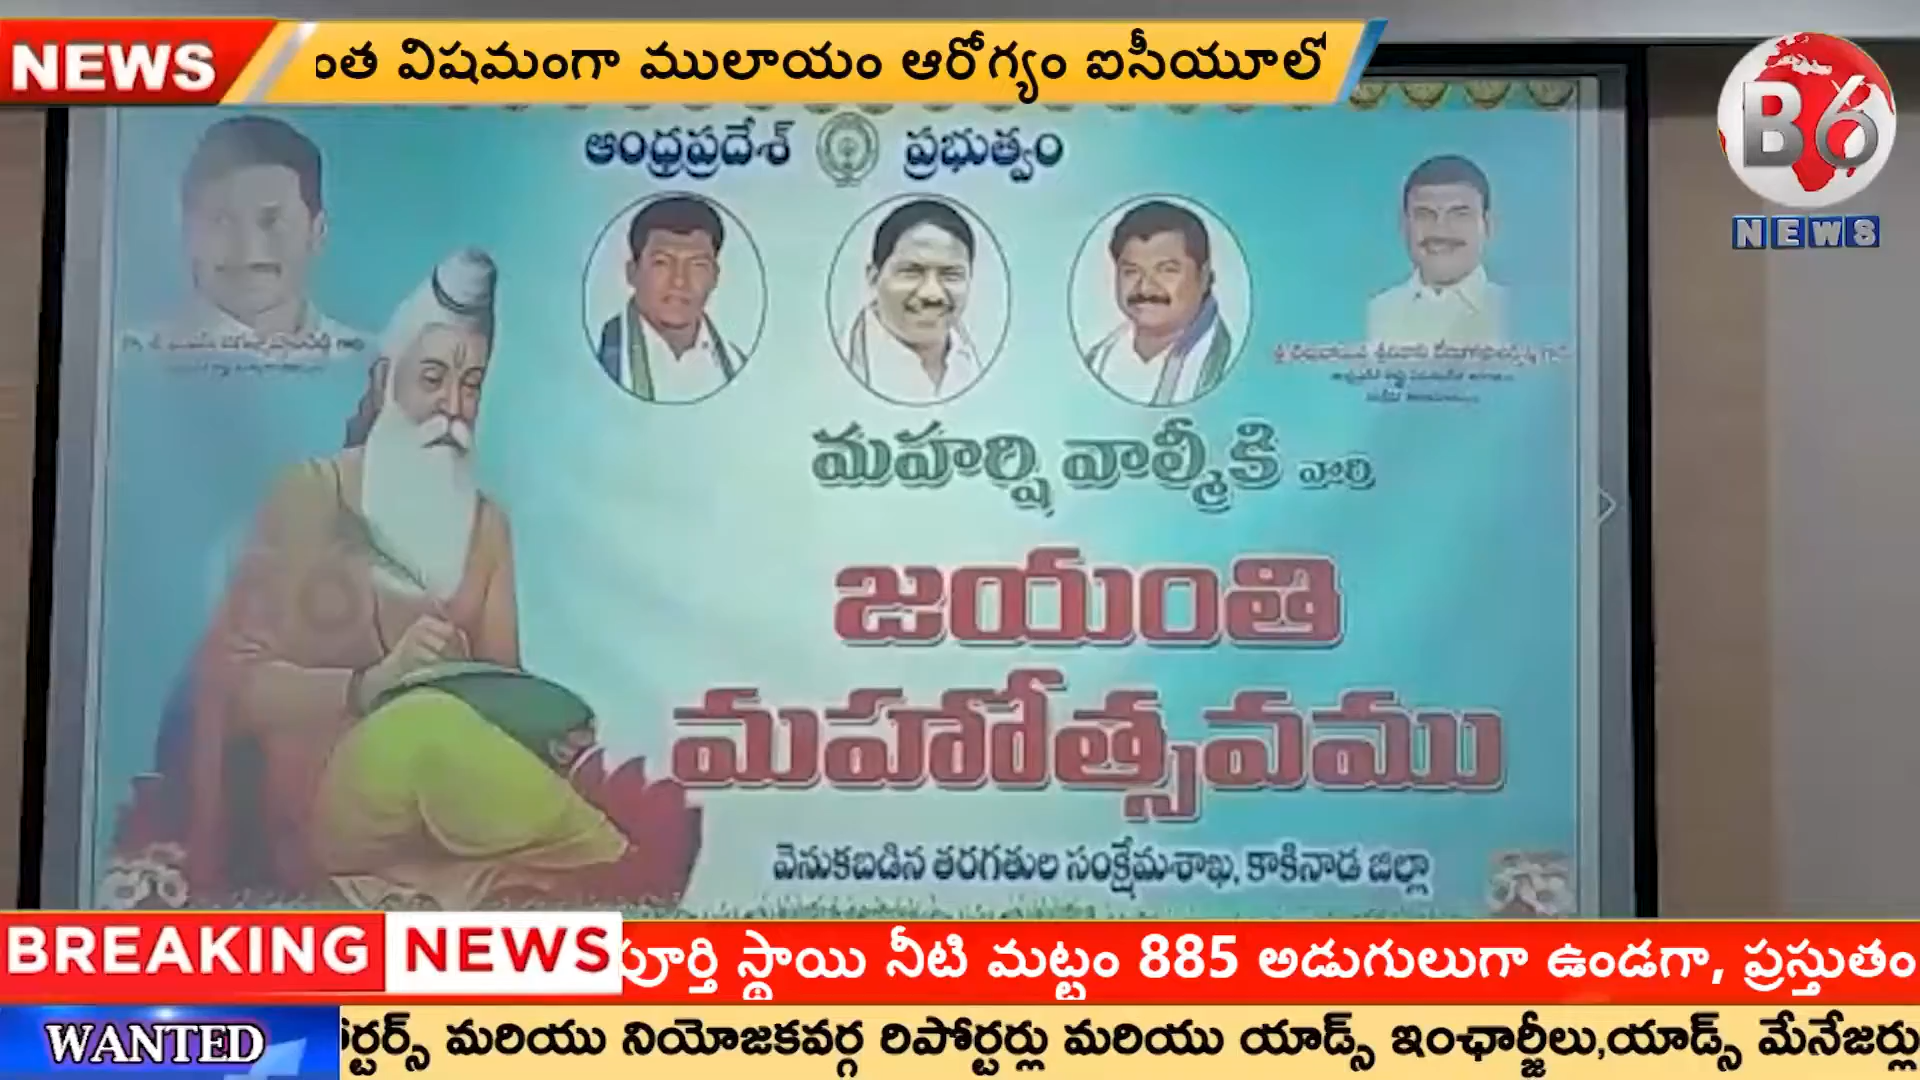 NEWS ంత విషమంగా ములాయం ఆరోగ్యం ఐసీయూలో
B6
NEWS
ఆంధ్రప్రదేశ్ ప్రభుత్వం
మహర్షి వాల్మీకి వారి
జయంతి
మహోత్సవము
వెనుకబడిన తరగతుల సంక్షేమశాఖ, కాకినాడ జిల్లా
BREAKING NEWS పూర్తి స్థాయి నీటి మట్టం 885 అడుగులుగా ఉండగా, ప్రస్తుతం
WANTED ర్టర్స్ మరియు నియోజకవర్గ రిపోర్టర్లు మరియు యాడ్స్ ఇంఛార్జీలు,యాడ్స్ మేనేజర్లు